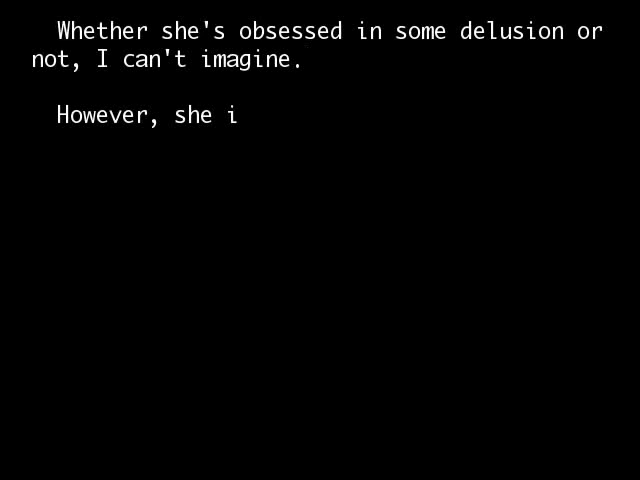 Whether she's obsessed in some delusion or
not, I can't imagine.
However, she i